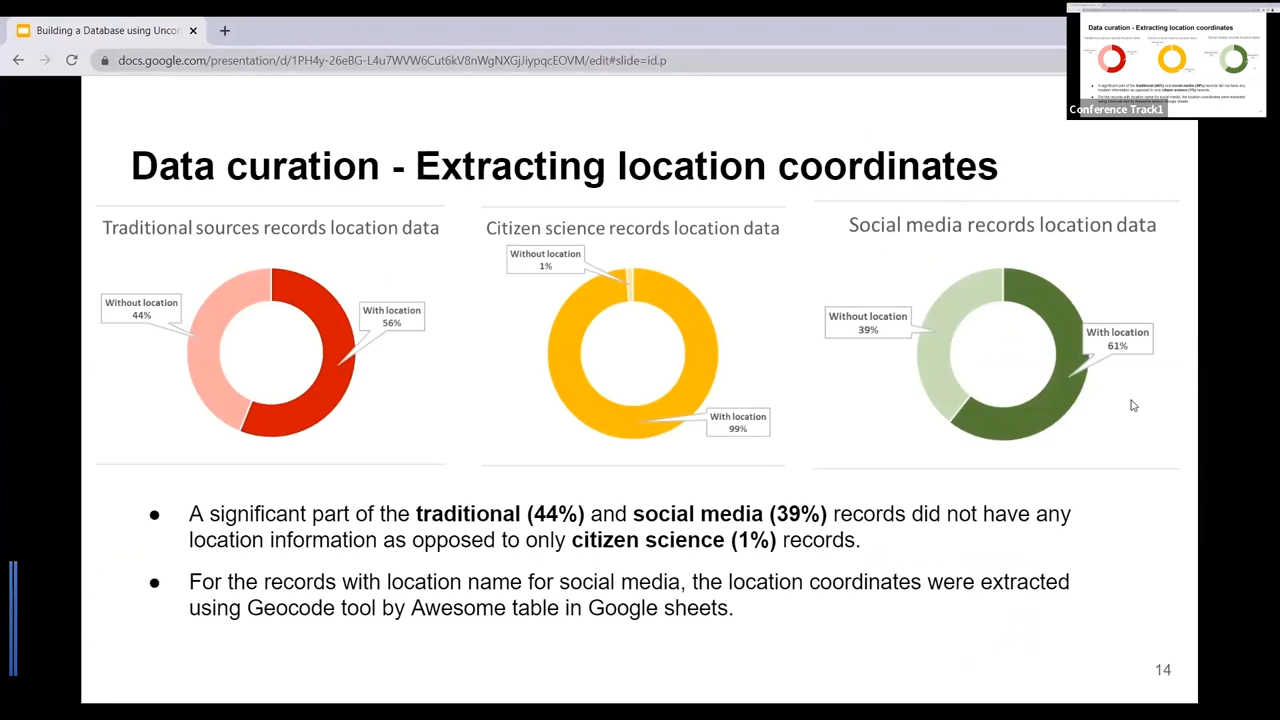 Building a Database using Uncon
docs.google.com/presentation/d/1PH4y-26eBG-L4u7WVW6Cut6kV8nWgNXGjJiypqcEOVM/edit#slide=id.p
Data curation - Extracting location coordinates
Conference Track1
Data curation - Extracting location coordinates
Traditional sources records location data
Without location
44%
With location
56%
Citizen science records location data
Without location
1%
With location
99%
Social media records location data
Without location
39%
With location
61%
● A significant part of the traditional (44%) and social media (39%) records did not have any
location information as opposed to only citizen science (1%) records.
● For the records with location name for social media, the location coordinates were extracted
using Geocode tool by Awesome table in Google sheets.
14